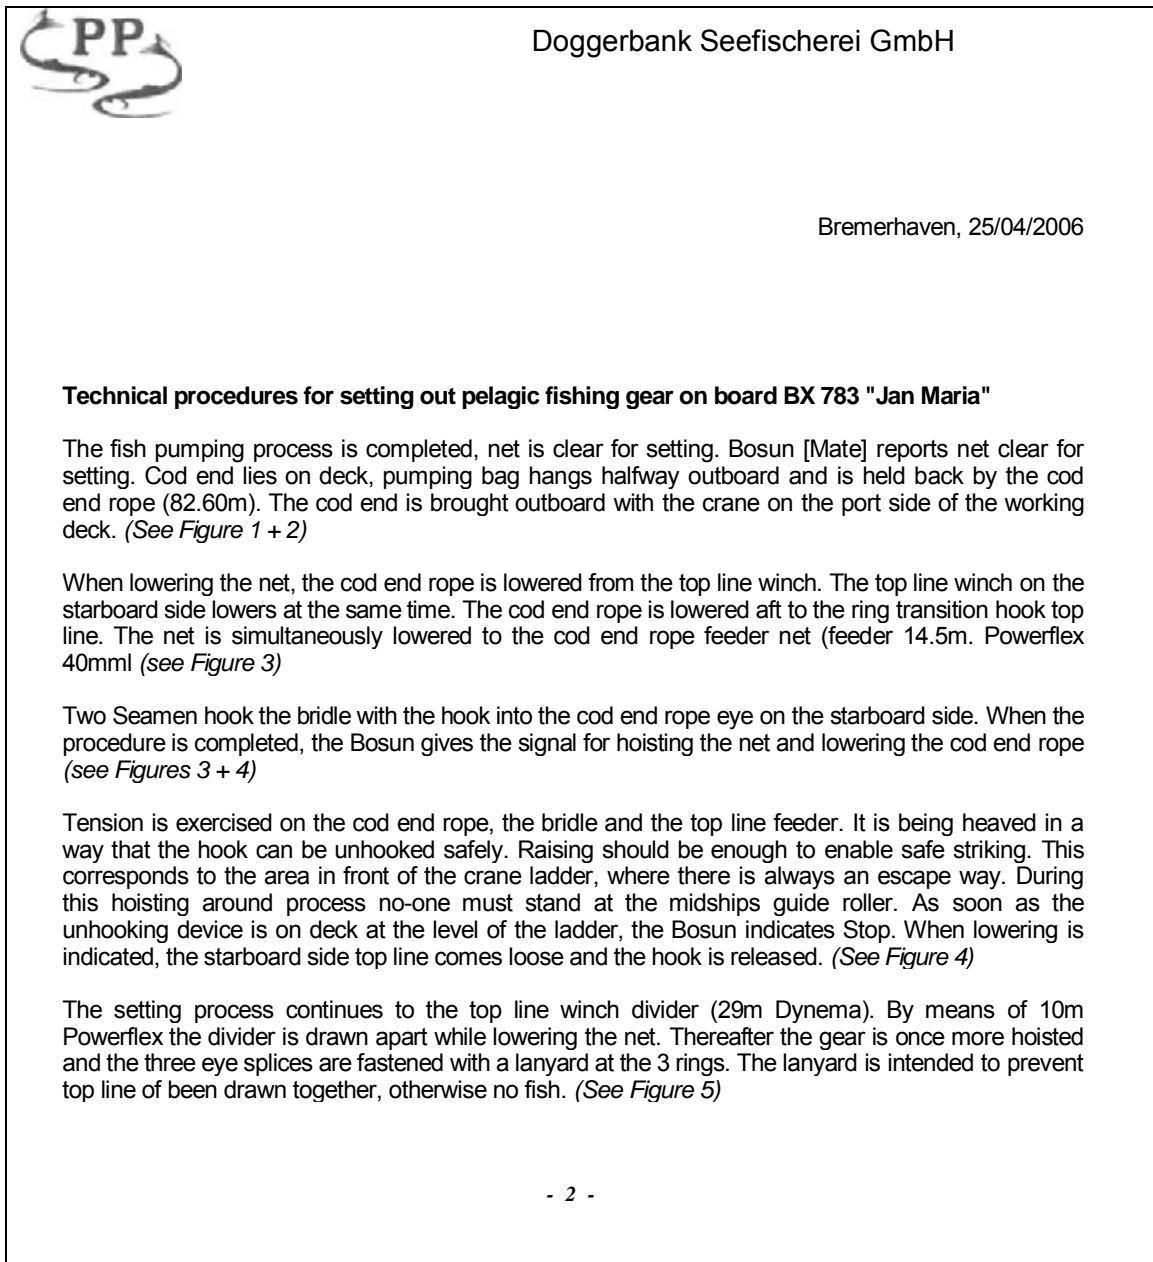 PP
Doggerbank Seefischerei GmbH
Bremerhaven, 25/04/2006
Technical procedures for setting out pelagic fishing gear on board BX 783 "Jan Maria"
The fish pumping process is completed, net is clear for setting. Bosun [Mate] reports net clear for
setting. Cod end lies on deck, pumping bag hangs halfway outboard and is held back by the cod
end rope (82.60m). The cod end is brought outboard with the crane on the port side of the working
deck. (See Figure 1 + 2)
When lowering the net, the cod end rope is lowered from the top line winch. The top line winch on the
starboard side lowers at the same time. The cod end rope is lowered aft to the ring transition hook top
line. The net is simultaneously lowered to the cod end rope feeder net (feeder 14.5m. Powerflex
40mml (see Figure 3)
Two Seamen hook the bridle with the hook into the cod end rope eye on the starboard side. When the
procedure is completed, the Bosun gives the signal for hoisting the net and lowering the cod end rope
(see Figures 3 + 4)
Tension is exercised on the cod end rope, the bridle and the top line feeder. It is being heaved in a
way that the hook can be unhooked safely. Raising should be enough to enable safe striking. This
corresponds to the area in front of the crane ladder, where there is always an escape way. During
this hoisting around process no-one must stand at the midships guide roller. As soon as the
unhooking device is on deck at the level of the ladder, the Bosun indicates Stop. When lowering is
indicated, the starboard side top line comes loose and the hook is released. (See Figure 4)
The setting process continues to the top line winch divider (29m Dynema). By means of 10m
Powerflex the divider is drawn apart while lowering the net. Thereafter the gear is once more hoisted
and the three eye splices are fastened with a lanyard at the 3 rings. The lanyard is intended to prevent
top line of been drawn together, otherwise no fish. (See Figure 5)
- 2 -